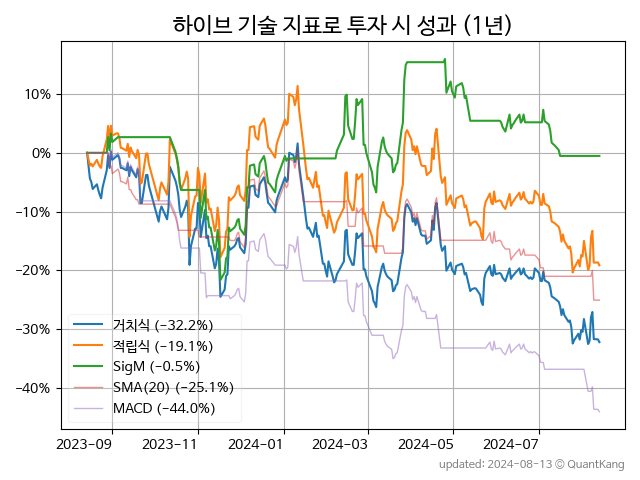 하이브 기술 지표로 투자 시 성과 (1년)
10%
0%
−10%
−20%
−30%
−40%
거치식 (−32.2%)
적립식 (−19.1%)
SigM (−0.5%)
SMA(20) (−25.1%)
MACD (−44.0%)
2023-09 2023-11 2024-01 2024-03 2024-05 2024-07
updated: 2024-08-13 © QuantKang